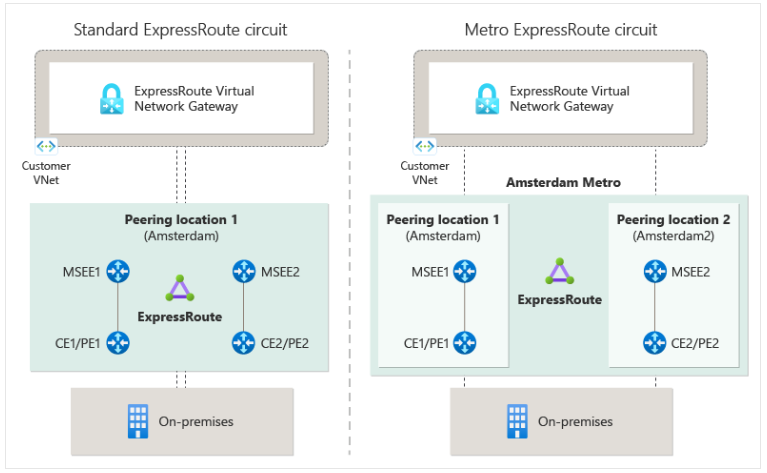 Standard ExpressRoute circuit
ExpressRoute Virtual
Network Gateway
Customer
VNet
Peering location 1
(Amsterdam)
MSEE1
MSEE2
ExpressRoute
CE1/PE1
CE2/PE2
On-premises
Metro ExpressRoute circuit
ExpressRoute Virtual
Network Gateway
Customer
VNet
Amsterdam Metro
Peering location 1
(Amsterdam)
Peering location 2
(Amsterdam2)
MSEE1
MSEE2
ExpressRoute
CE1/PE1
CE2/PE2
On-premises